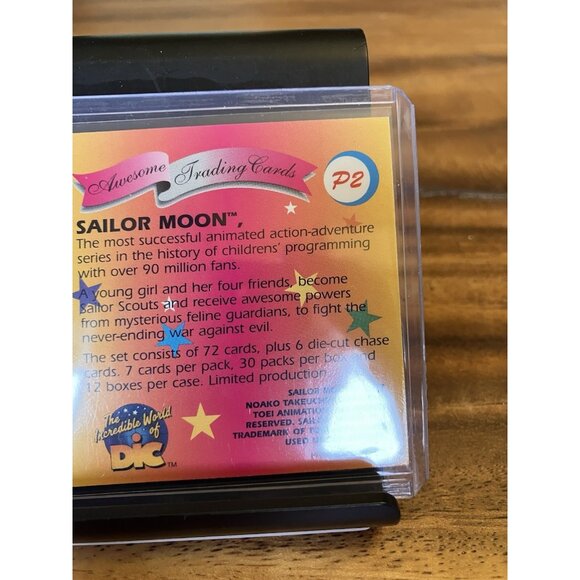 Awesome Trading Cards
P2
SAILOR MOON™,
The most successful animated action-adventure
series in the history of childrens' programming
with over 90 million fans.
A young girl and her four friends, become
Sailor Scouts and receive awesome powers
from mysterious feline guardians, to fight the
never-ending war against evil.
The set consists of 72 cards, plus 6 die-cut chase
cards. 7 cards per pack, 30 packs per box and
12 boxes per case. Limited production
SAILOR
NOAKO TAKEUCH
TOEI ANIMATION
RESERVED.
TRADEMARK OF
USED
The
Incredible World
of
DIC™